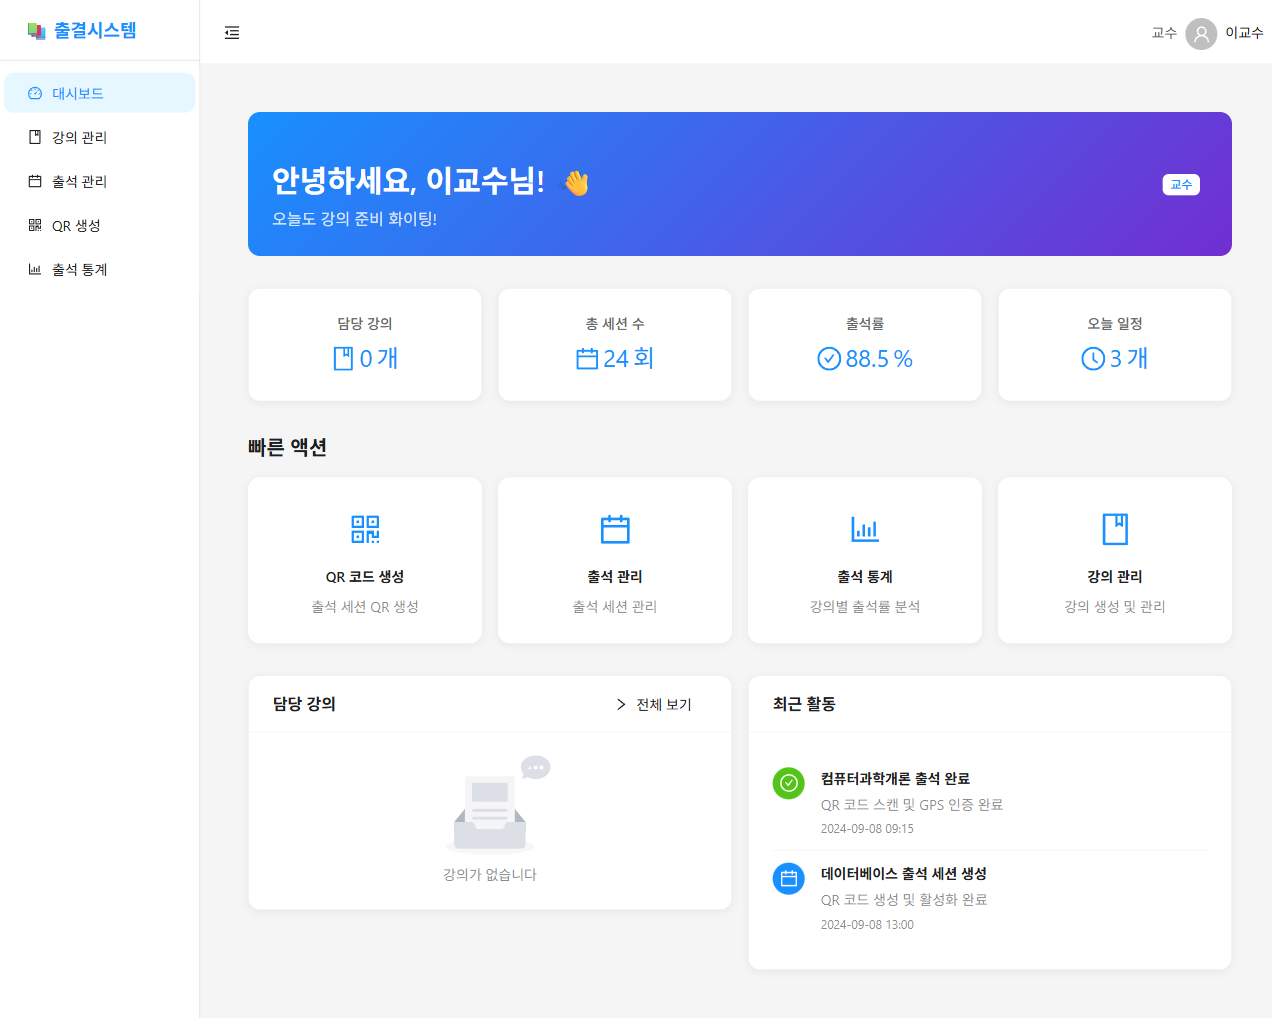 출결시스템
교수 이교수
대시보드
강의 관리
출석 관리
QR 생성
출석 통계
안녕하세요, 이교수님!
오늘도 강의 준비 화이팅!
교수
담당 강의
0 개
총 세션 수
24 회
출석률
88.5 %
오늘 일정
3 개
빠른 액션
QR 코드 생성
출석 세션 QR 생성
출석 관리
출석 세션 관리
출석 통계
강의별 출석률 분석
강의 관리
강의 생성 및 관리
담당 강의
전체 보기
강의가 없습니다
최근 활동
컴퓨터과학개론 출석 완료
QR 코드 스캔 및 GPS 인증 완료
2024-09-08 09:15
데이터베이스 출석 세션 생성
QR 코드 생성 및 활성화 완료
2024-09-08 13:00